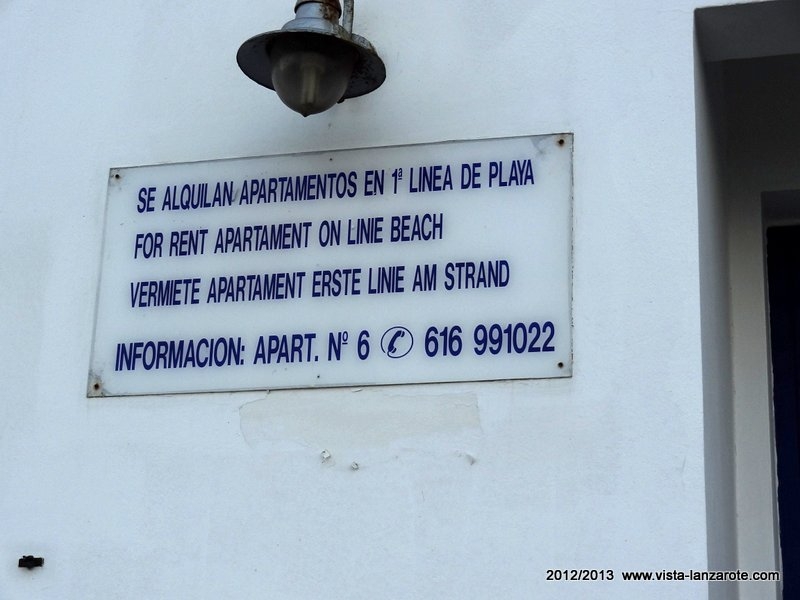 SE ALQUILAN APARTAMENTOS EN 1ª LINEA DE PLAYA
FOR RENT APARTAMENT ON LINIE BEACH
VERMIETE APARTAMENT ERSTE LINIE AM STRAND
INFORMACION: APART. Nº 6 ✆ 616 991022
2012/2013 www.vista-lanzarote.com